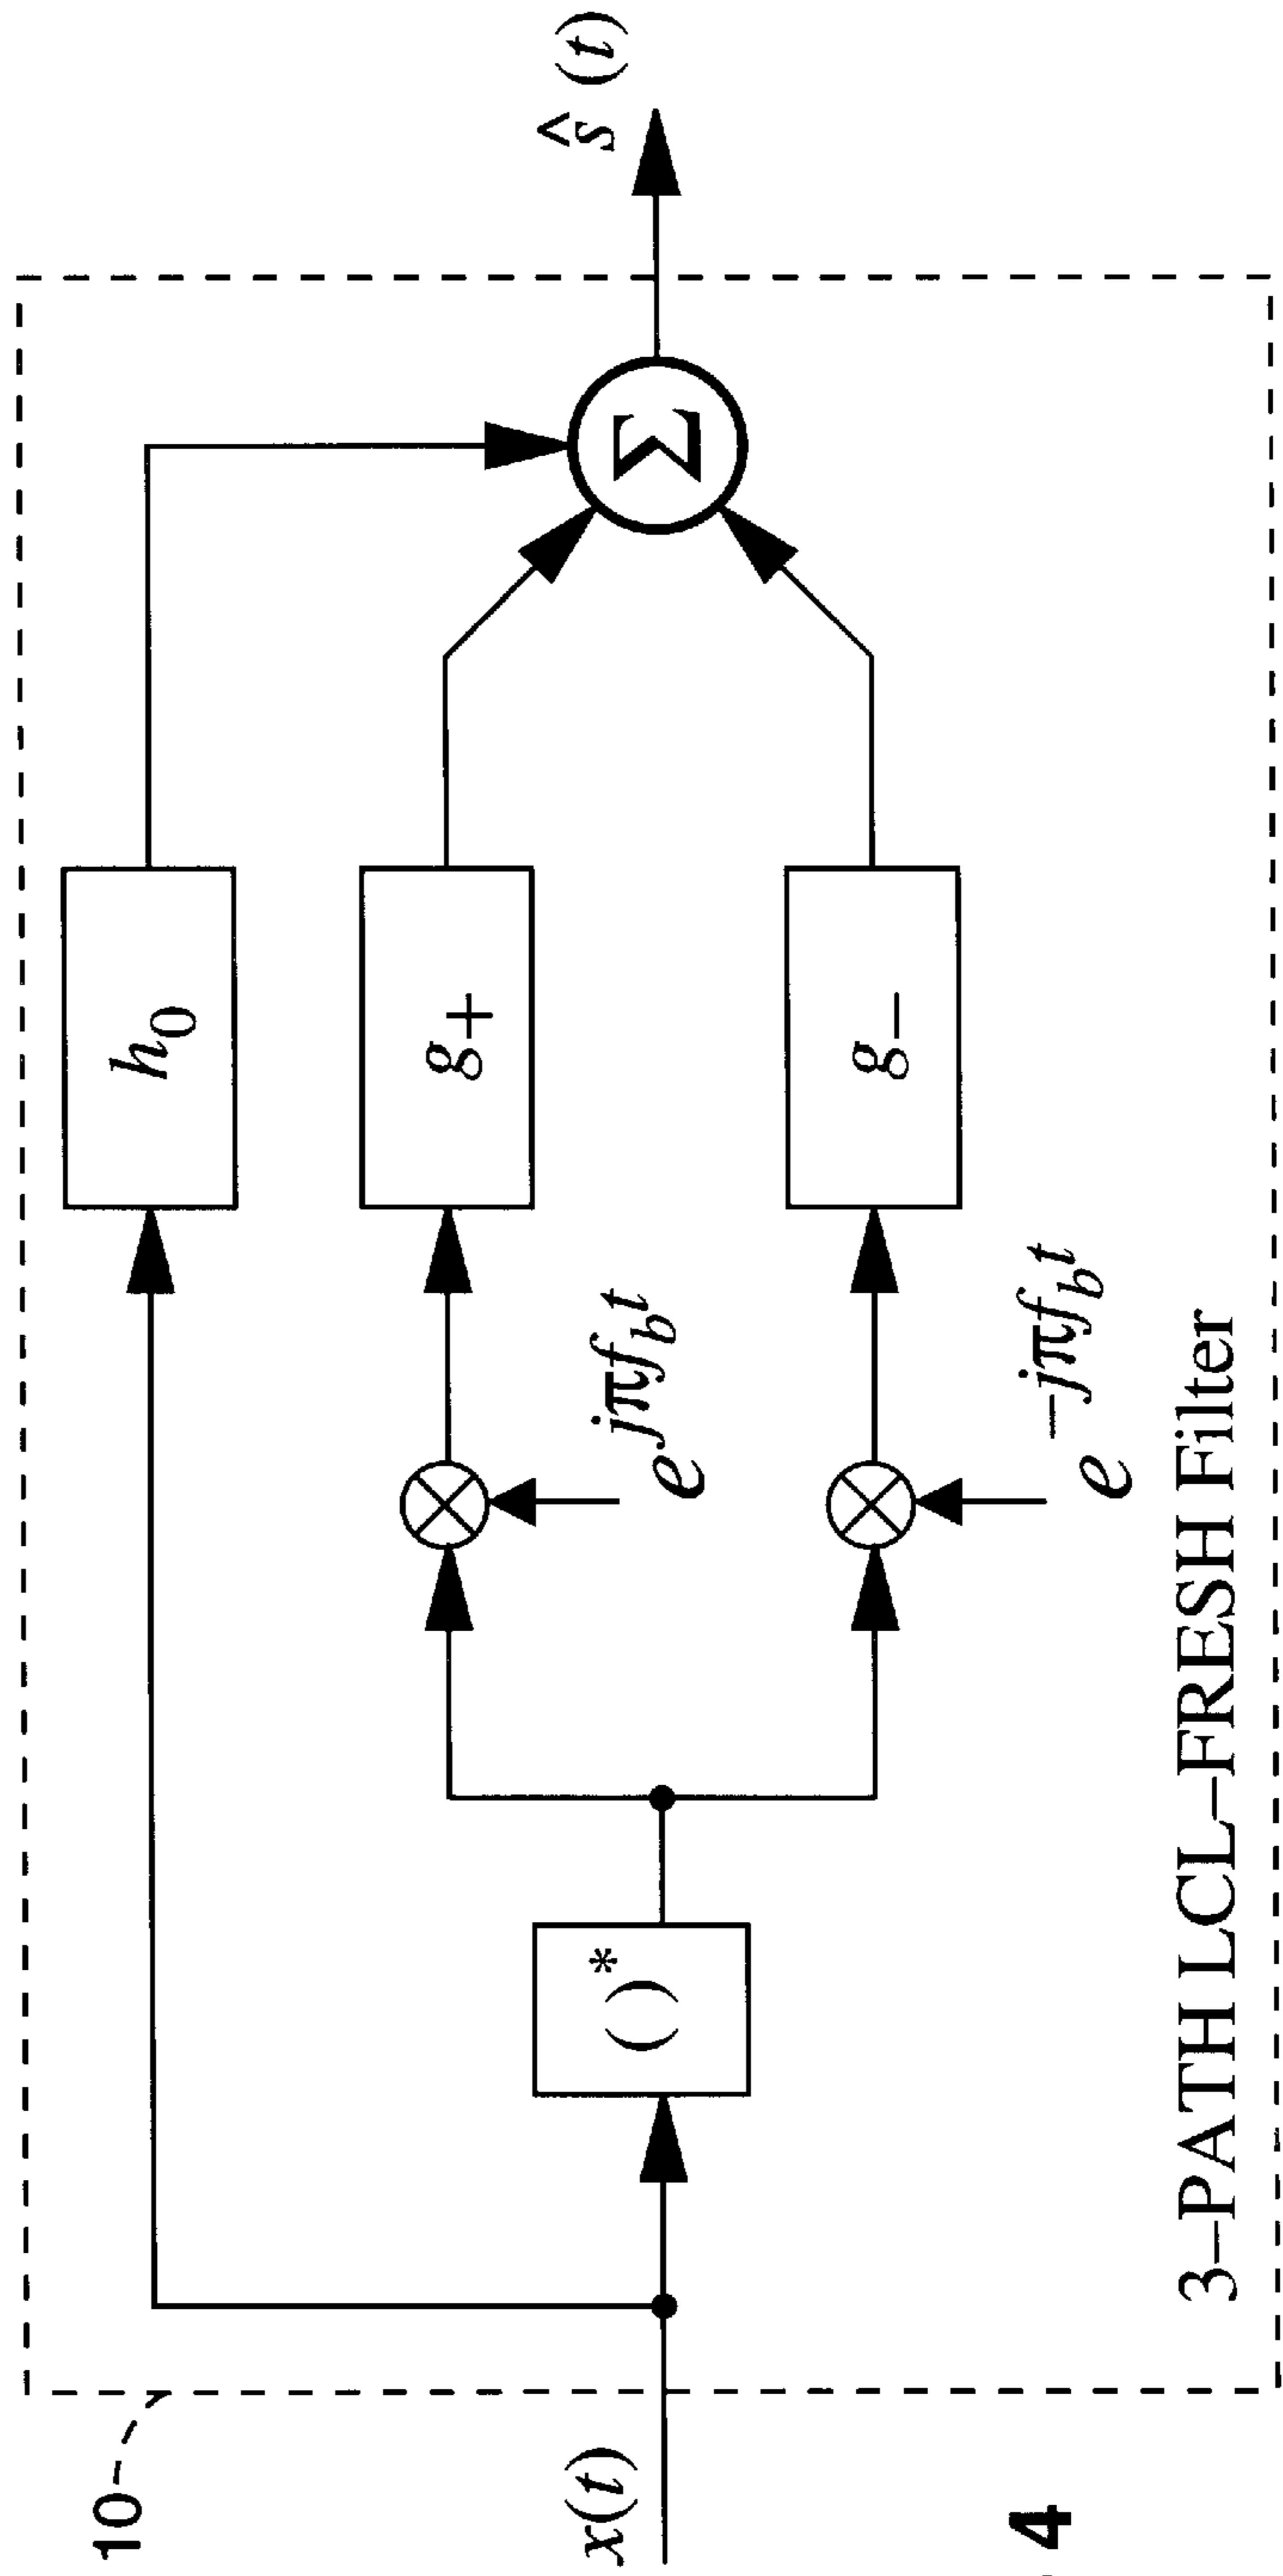 10
x(t)
( )*
h₀
e^{jπf_b t}
g₊
e^{-jπf_b t}
g₋
Σ
ŝ(t)
3–PATH LCL–FRESH Filter
4